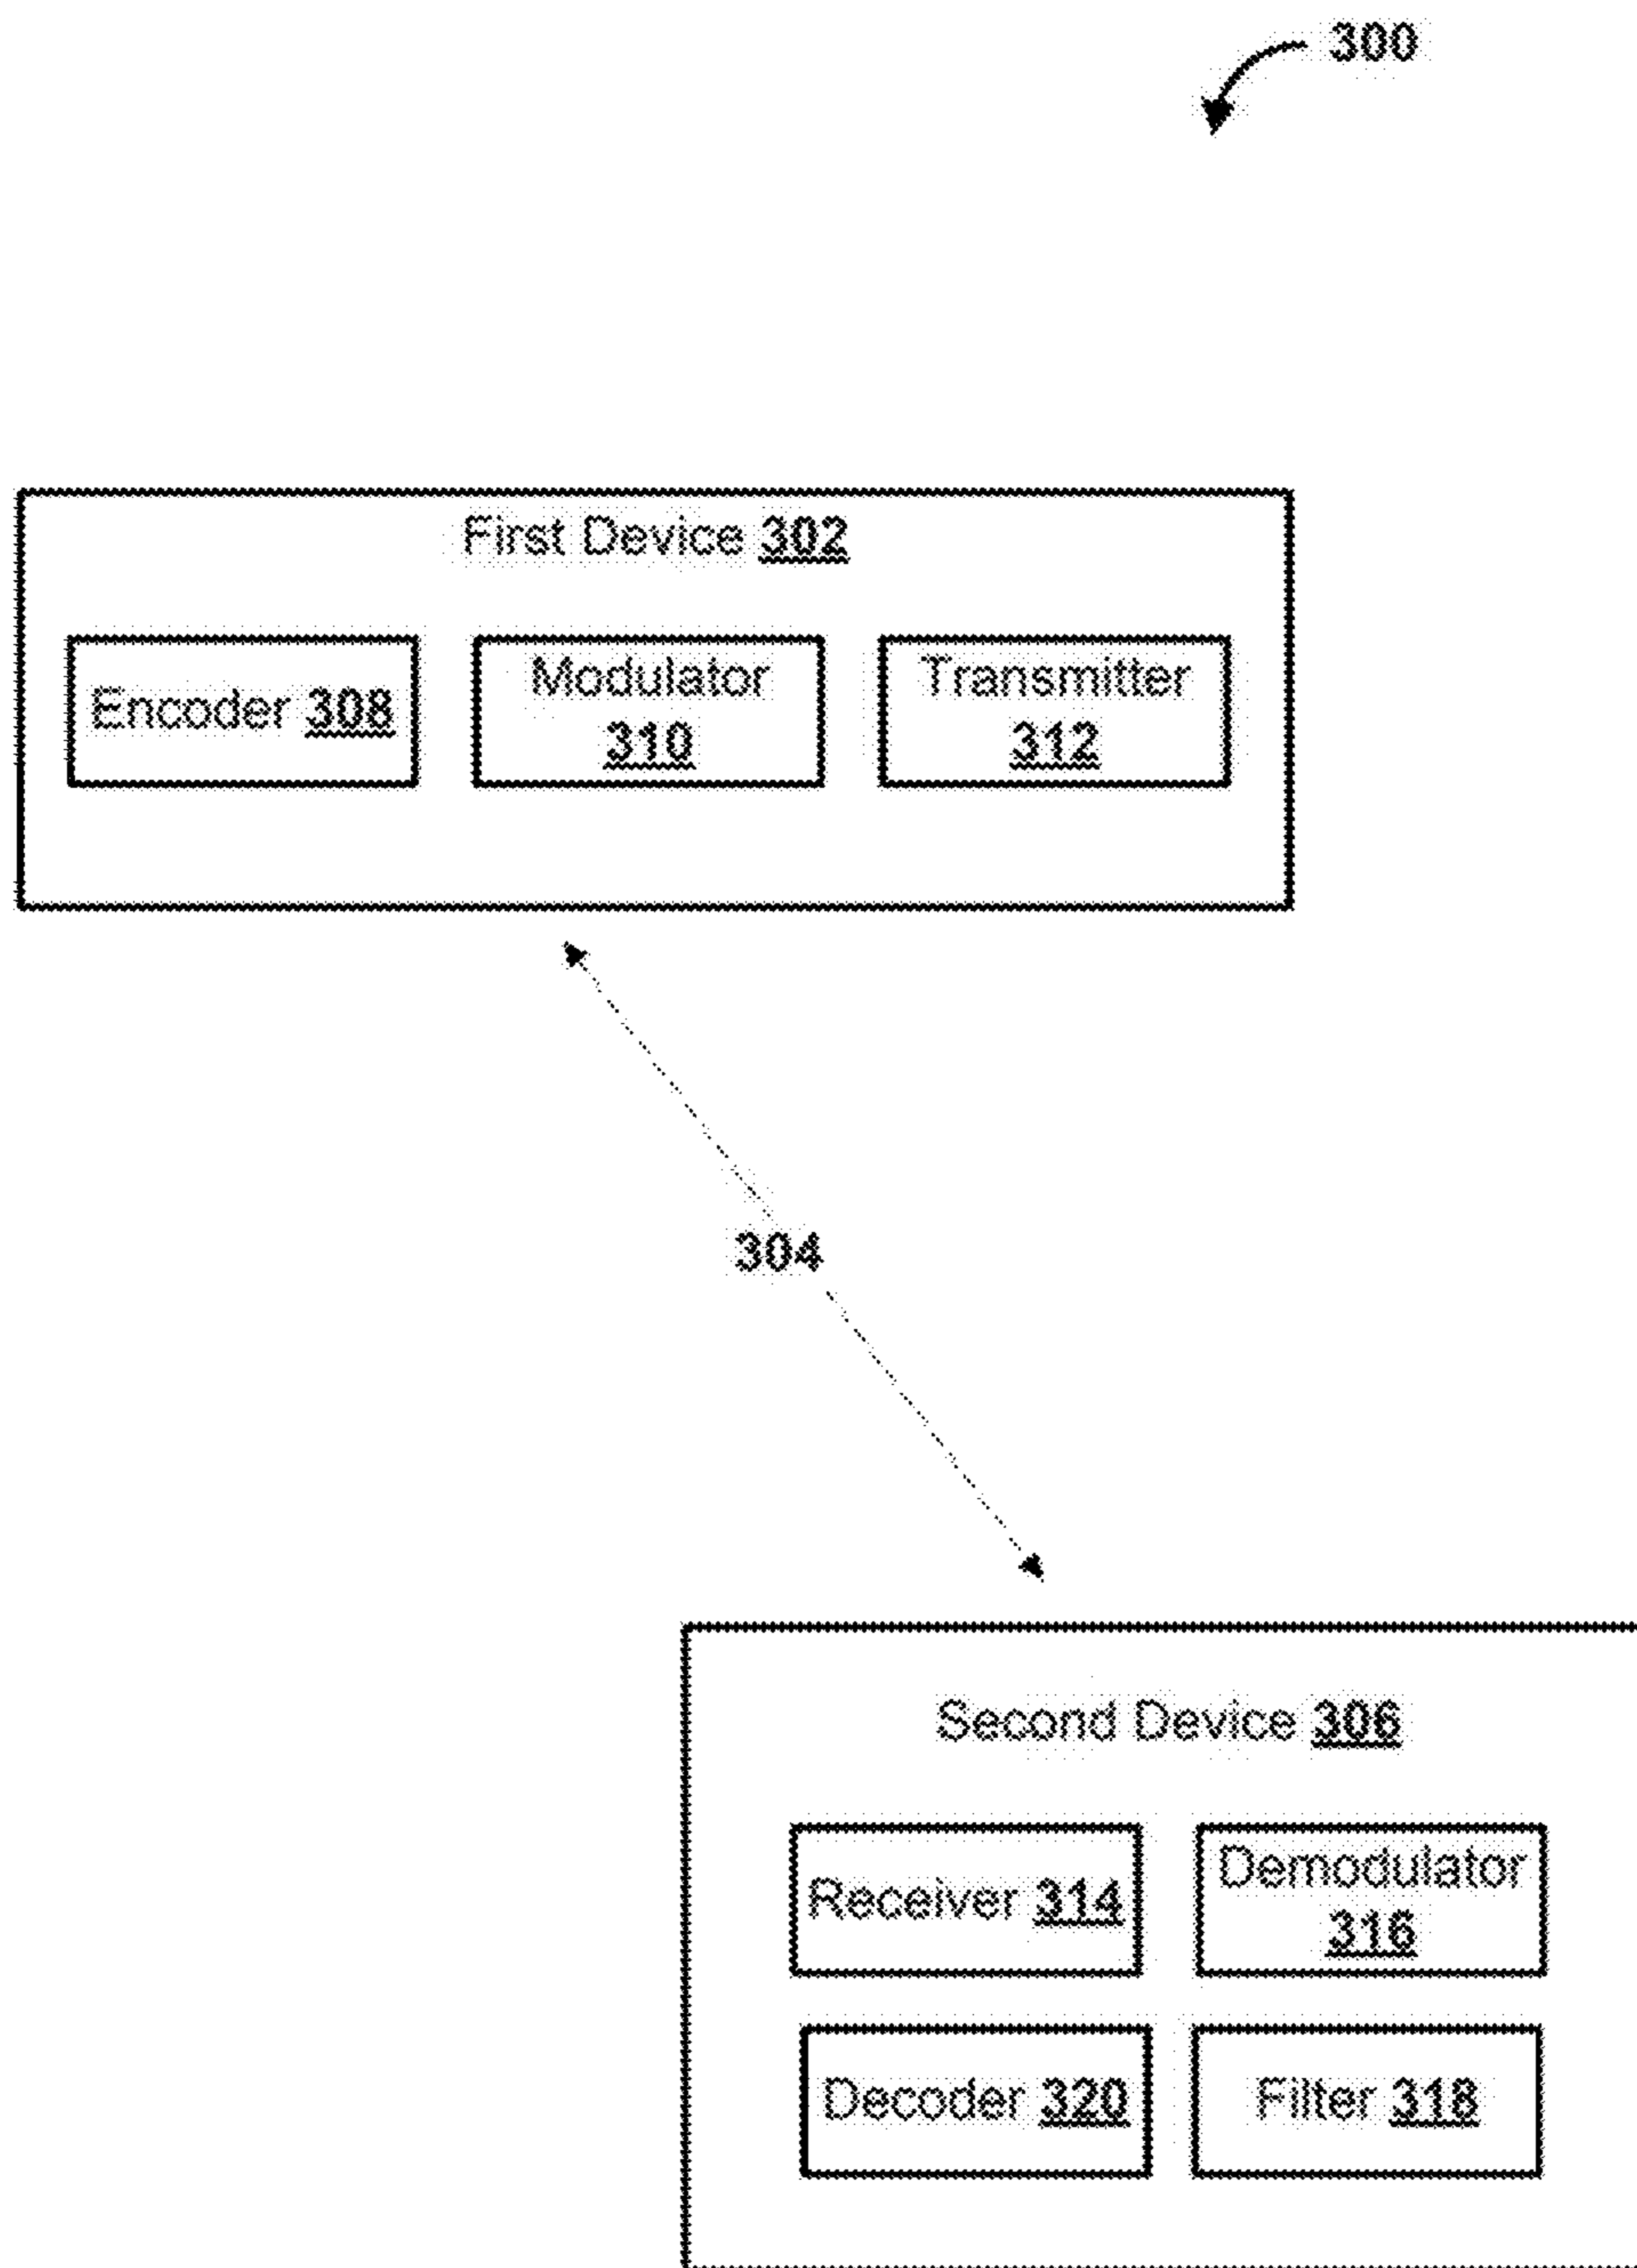 300
First Device 302
Encoder 308
Modulator
310
Transmitter
312
304
Second Device 306
Receiver 314
Demodulator
316
Decoder 320
Filter 318